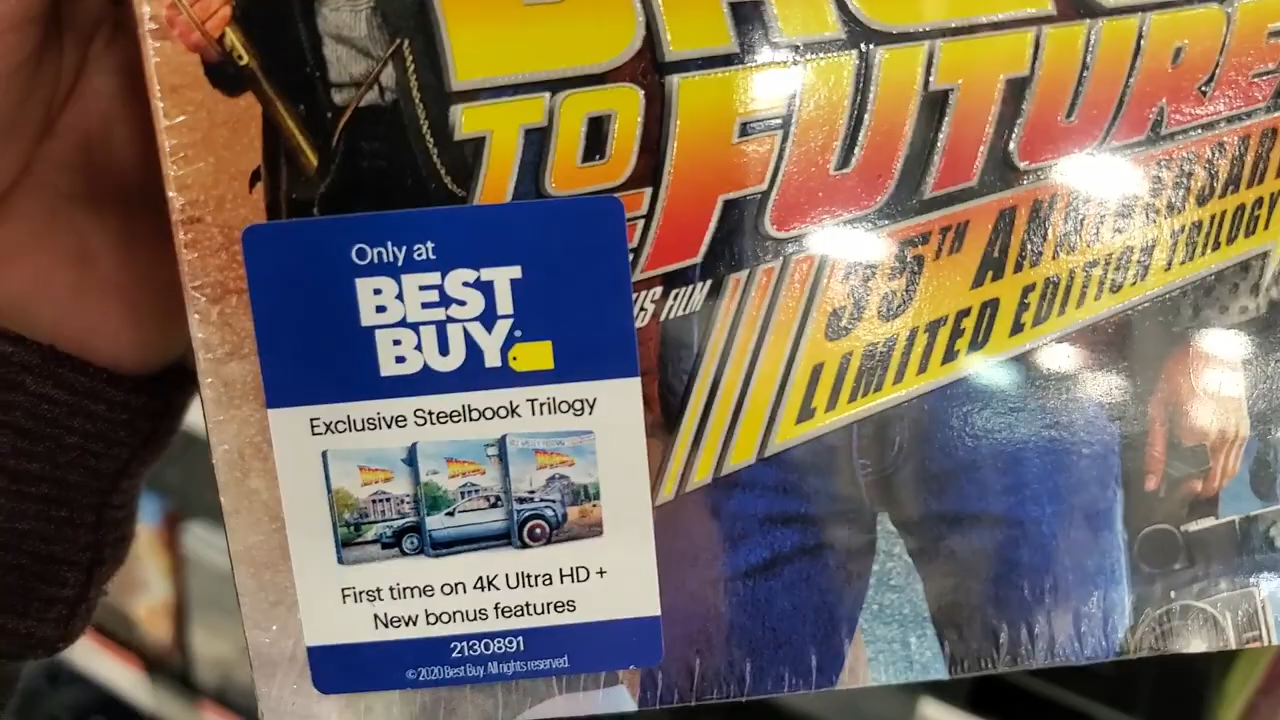 TO
FUTURE
35TH ANNIVERSARY
LIMITED EDITION TRILOGY
FILM
Only at
BEST
BUY
Exclusive Steelbook Trilogy
First time on 4K Ultra HD +
New bonus features
2130891
©2020 Best Buy. All rights reserved.